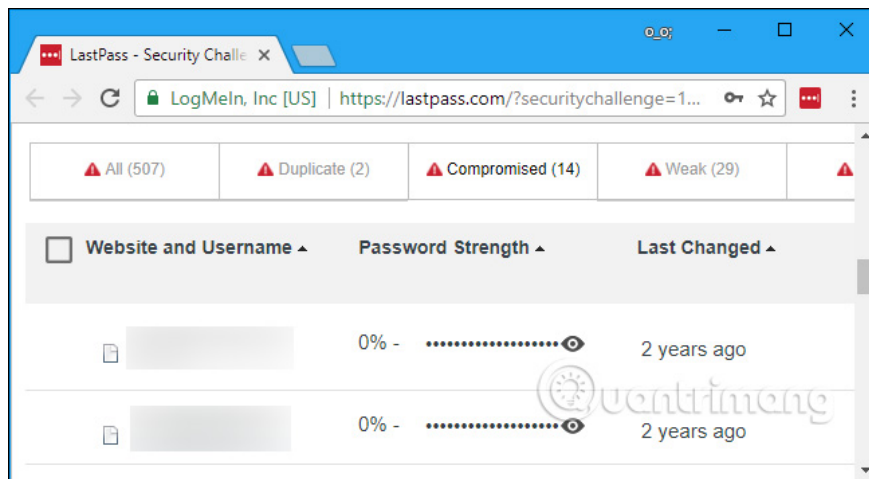 o_o;
LastPass - Security Challe
LogMeIn, Inc [US] | https://lastpass.com/?securitychallenge=1...
All (507) Duplicate (2) Compromised (14) Weak (29)
Website and Username Password Strength Last Changed
0% - •••••••••••••••••••• 2 years ago
0% - •••••••••••••••••••• 2 years ago
Quantrimang